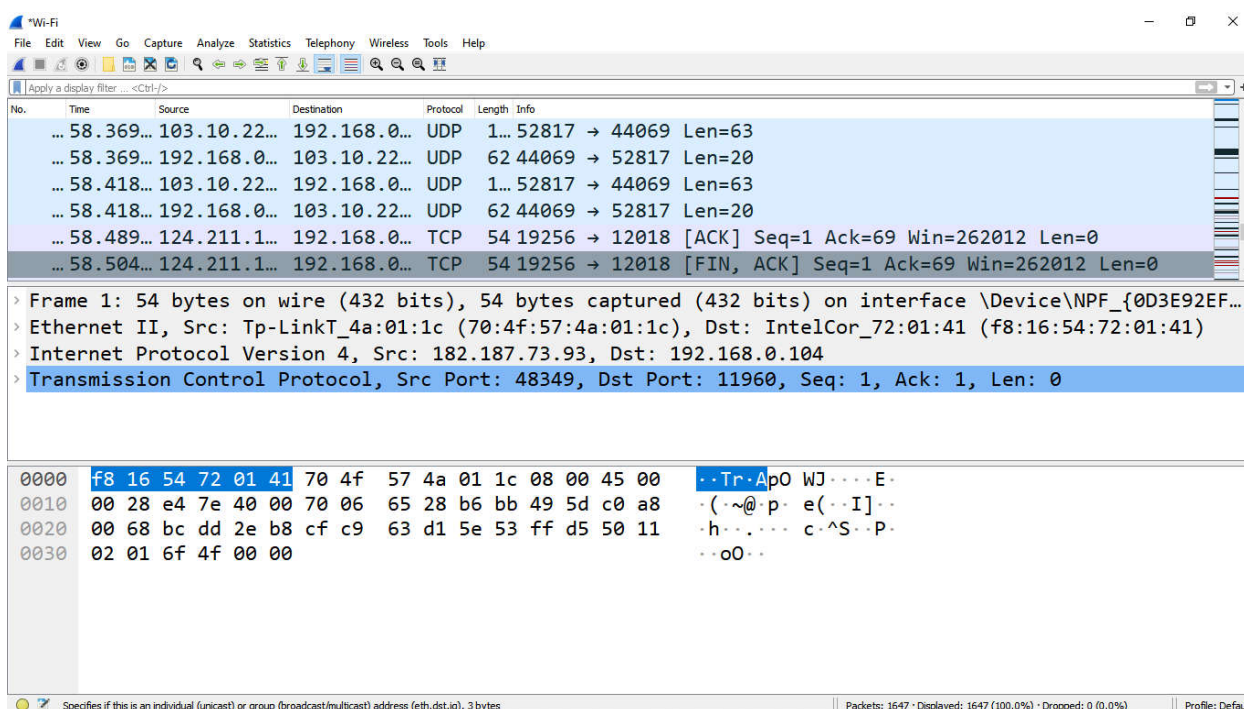 *Wi-Fi
File Edit View Go Capture Analyze Statistics Telephony Wireless Tools Help
Apply a display filter ... <Ctrl-/>
No. Time Source Destination Protocol Length Info
... 58.369… 103.10.22… 192.168.0… UDP 1… 52817 → 44069 Len=63
... 58.369… 192.168.0… 103.10.22… UDP 62 44069 → 52817 Len=20
... 58.418… 103.10.22… 192.168.0… UDP 1… 52817 → 44069 Len=63
... 58.418… 192.168.0… 103.10.22… UDP 62 44069 → 52817 Len=20
... 58.489… 124.211.1… 192.168.0… TCP 54 19256 → 12018 [ACK] Seq=1 Ack=69 Win=262012 Len=0
... 58.504… 124.211.1… 192.168.0… TCP 54 19256 → 12018 [FIN, ACK] Seq=1 Ack=69 Win=262012 Len=0
Frame 1: 54 bytes on wire (432 bits), 54 bytes captured (432 bits) on interface \Device\NPF_{0D3E92EF…
Ethernet II, Src: Tp-LinkT_4a:01:1c (70:4f:57:4a:01:1c), Dst: IntelCor_72:01:41 (f8:16:54:72:01:41)
Internet Protocol Version 4, Src: 182.187.73.93, Dst: 192.168.0.104
Transmission Control Protocol, Src Port: 48349, Dst Port: 11960, Seq: 1, Ack: 1, Len: 0
0000 f8 16 54 72 01 41 70 4f 57 4a 01 1c 08 00 45 00 ··Tr·ApO WJ····E·
0010 00 28 e4 7e 40 00 70 06 65 28 b6 bb 49 5d c0 a8 ·(·~@·p· e(··I]··
0020 00 68 bc dd 2e b8 cf c9 63 d1 5e 53 ff d5 50 11 ·h··.··· c·^S··P·
0030 02 01 6f 4f 00 00 ··oO··
Specifies if this is an individual (unicast) or group (broadcast/multicast) address (eth.dst.ig), 3 bytes Packets: 1647 · Displayed: 1647 (100.0%) · Dropped: 0 (0.0%) Profile: Defau